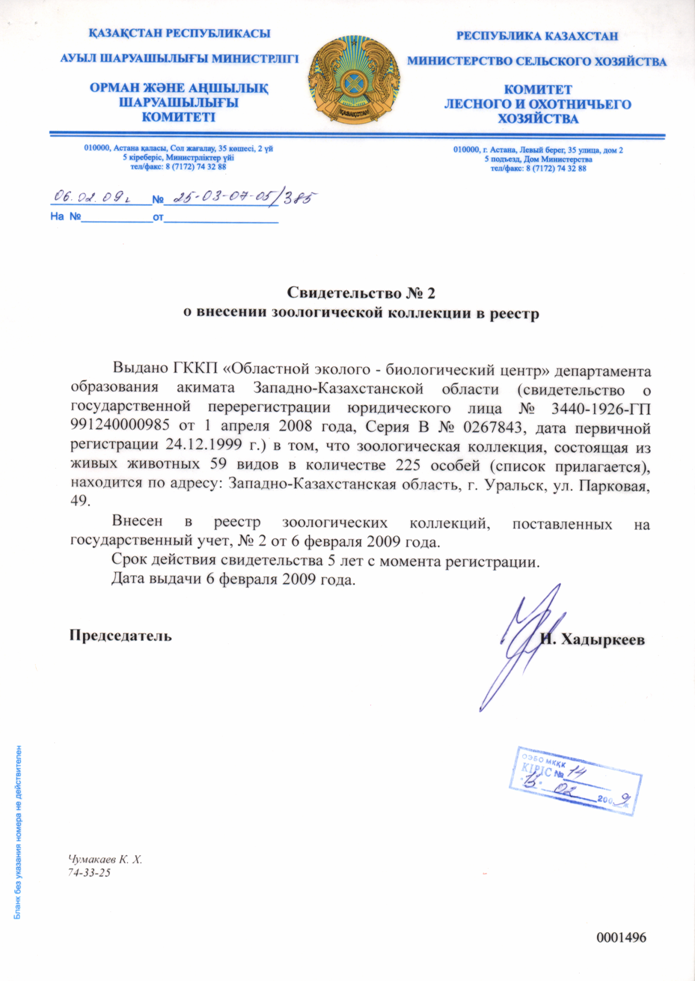 ҚАЗАҚСТАН РЕСПУБЛИКАСЫ
АУЫЛ ШАРУАШЫЛЫҒЫ МИНИСТРЛІГІ
ОРМАН ЖӘНЕ АҢШЫЛЫҚ
ШАРУАШЫЛЫҒЫ
КОМИТЕТІ
010000, Астана қаласы, Сол жағалау, 35 көшесі, 2 үй
5 кіреберіс, Министрліктер үйі
тел/факс: 8 (7172) 74 32 88
ҚАЗАҚСТАН
РЕСПУБЛИКА КАЗАХСТАН
МИНИСТЕРСТВО СЕЛЬСКОГО ХОЗЯЙСТВА
КОМИТЕТ
ЛЕСНОГО И ОХОТНИЧЬЕГО
ХОЗЯЙСТВА
010000, г. Астана, Левый берег, 35 улица, дом 2
5 подъезд, Дом Министерства
тел/факс: 8 (7172) 74 32 88
06.02.09г. № 25-03-07-05/385
На № от
Свидетельство № 2
о внесении зоологической коллекции в реестр
Выдано ГККП «Областной эколого - биологический центр» департамента
образования акимата Западно-Казахстанской области (свидетельство о
государственной перерегистрации юридического лица № 3440-1926-ГП
991240000985 от 1 апреля 2008 года, Серия В № 0267843, дата первичной
регистрации 24.12.1999 г.) в том, что зоологическая коллекция, состоящая из
живых животных 59 видов в количестве 225 особей (список прилагается),
находится по адресу: Западно-Казахстанская область, г. Уральск, ул. Парковая,
49.
Внесен в реестр зоологических коллекций, поставленных на
государственный учет, № 2 от 6 февраля 2009 года.
Срок действия свидетельства 5 лет с момента регистрации.
Дата выдачи 6 февраля 2009 года.
Председатель Н. Хадыркеев
ОЭБО МКҚК
КІРІС № 14
02 2009
Бланк без указания номера не действителен
Чумакаев К. Х.
74-33-25
0001496